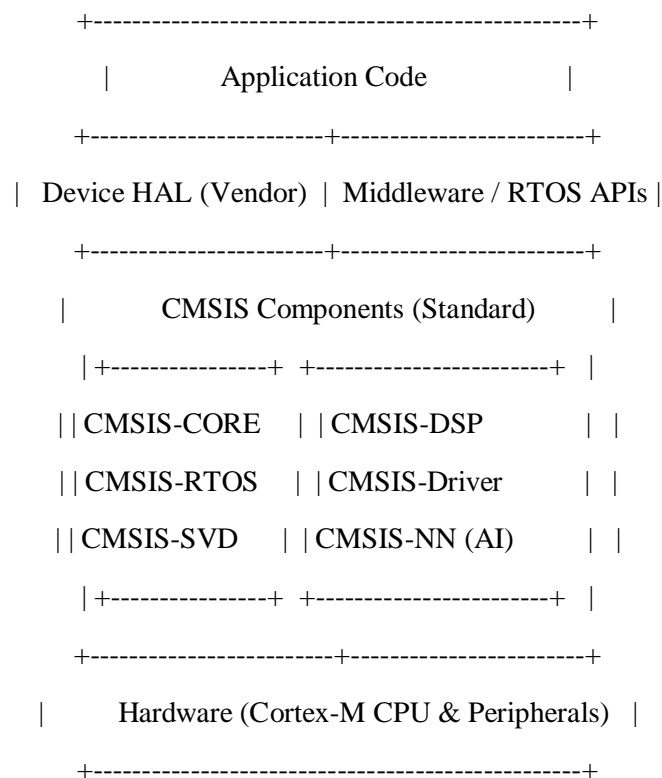 +---------------------------------------------------+
| Application Code |
+------------------------+-------------------------+
| Device HAL (Vendor) | Middleware / RTOS APIs |
+------------------------+-------------------------+
| CMSIS Components (Standard) |
| +----------------+ +------------------------+ |
| | CMSIS-CORE | | CMSIS-DSP | |
| | CMSIS-RTOS | | CMSIS-Driver | |
| | CMSIS-SVD | | CMSIS-NN (AI) | |
| +----------------+ +------------------------+ |
+-------------------------+------------------------+
| Hardware (Cortex-M CPU & Peripherals) |
+---------------------------------------------------+